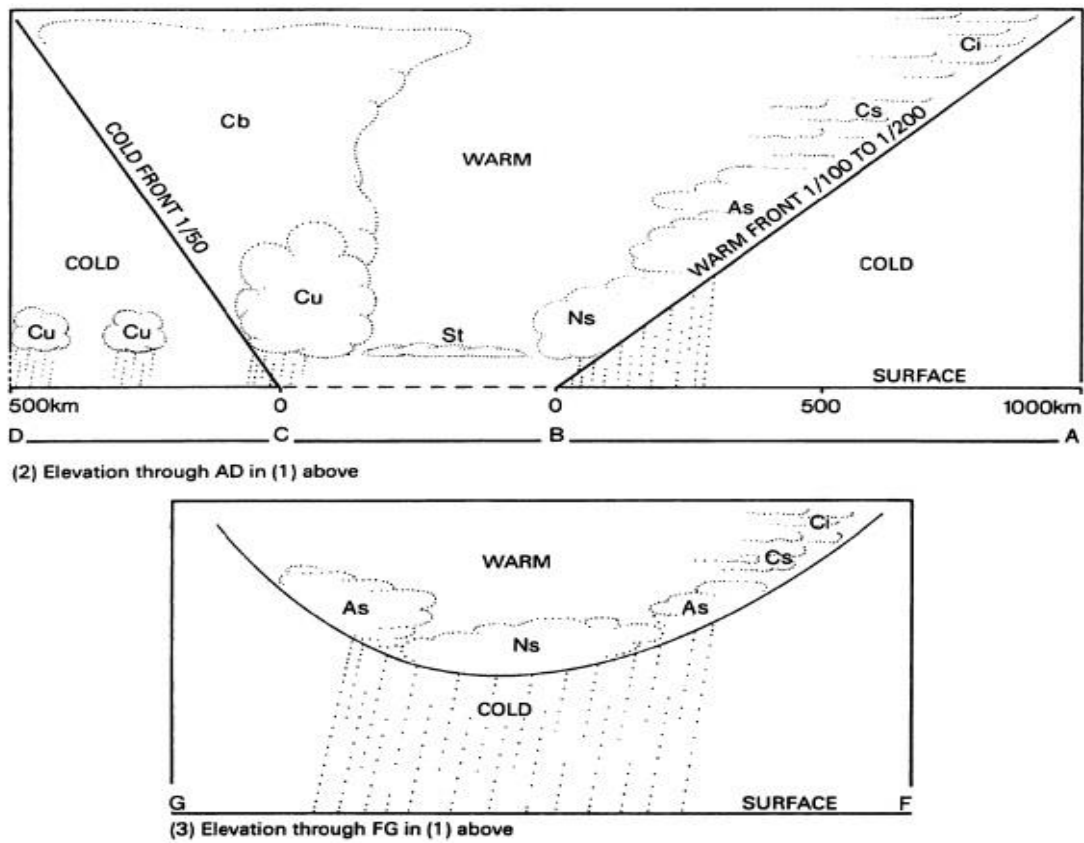 Ci
Cs
Cb
WARM
As
COLD FRONT 1/50
WARM FRONT 1/100 TO 1/200
COLD
COLD
Cu
Ns
Cu
Cu
St
SURFACE
500km 0 0 500 1000km
D C B A
(2) Elevation through AD in (1) above
Ci
WARM
Cs
As
As
Ns
COLD
G SURFACE F
(3) Elevation through FG in (1) above